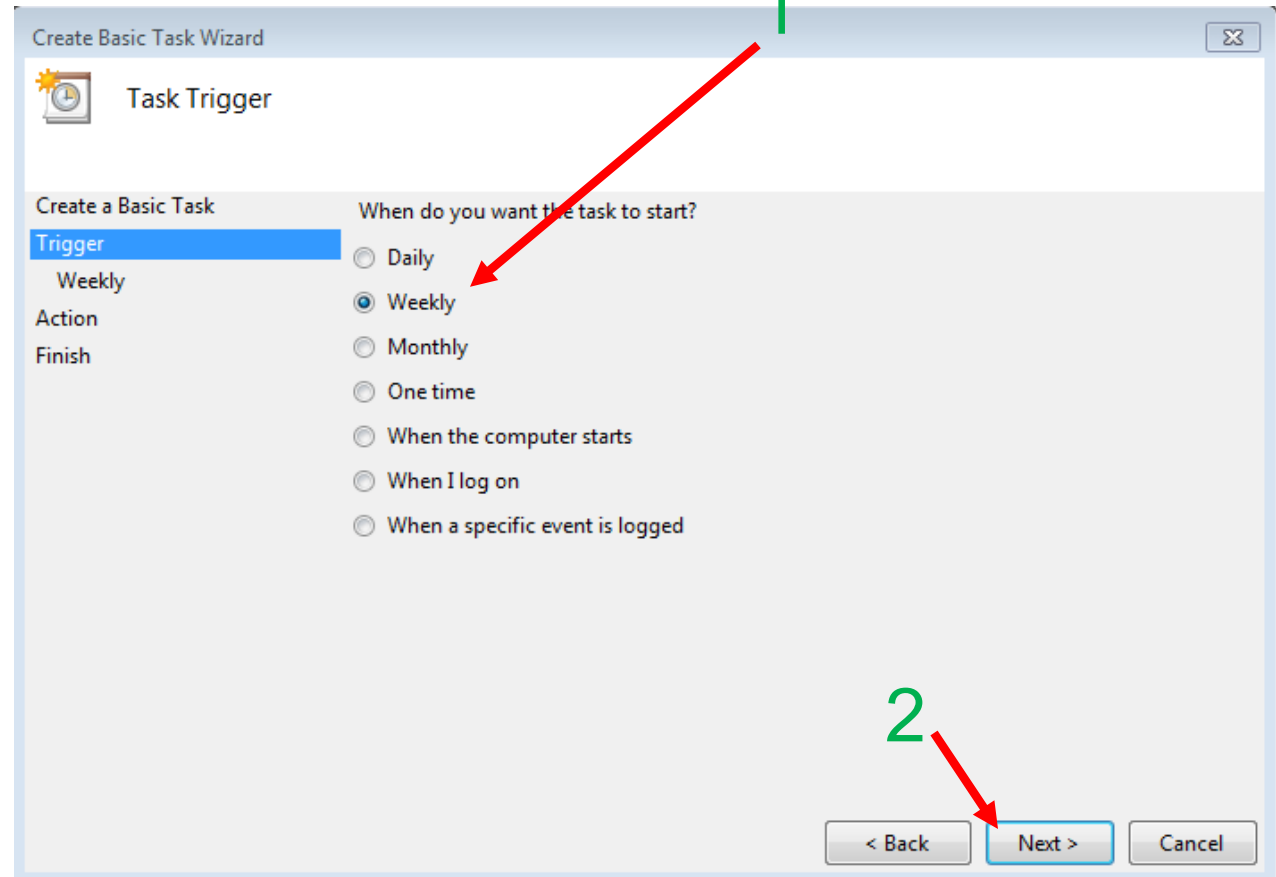 1
Create Basic Task Wizard
Task Trigger
Create a Basic Task
Trigger
Weekly
Action
Finish
When do you want the task to start?
Daily
Weekly
Monthly
One time
When the computer starts
When I log on
When a specific event is logged
2
< Back
Next >
Cancel